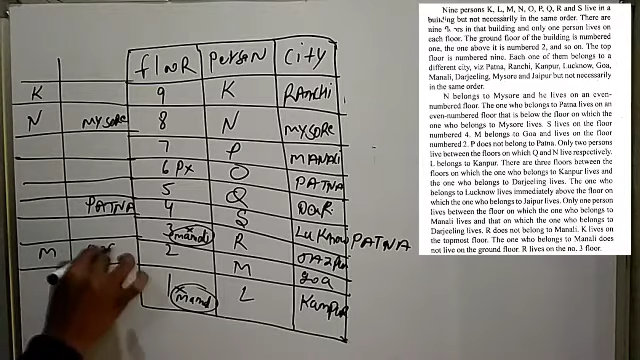 Nine persons K, L, M, N, O, P, Q, R and S live in a
building but not necessarily in the same order. There are
nine floors in that building and only one person lives on
each floor. The ground floor of the building is numbered
one, the one above it is numbered 2, and so on. The top
floor is numbered nine. Each one of them belongs to a
different city, viz Patna, Ranchi, Kanpur, Lucknow, Goa,
Manali, Darjeeling, Mysore and Jaipur but not necessarily
in the same order.
N belongs to Mysore and he lives on an even-
numbered floor. The one who belongs to Patna lives on an
even-numbered floor that is below the floor on which the
one who belongs to Mysore lives. S lives on the floor
numbered 4. M belongs to Goa and lives on the floor
numbered 2. P does not belong to Patna. Only two persons
live between the floors on which Q and N live respectively.
L belongs to Kanpur. There are three floors between the
floors on which the one who belongs to Kanpur lives and
the one who belongs to Darjeeling lives. The one who
belongs to Lucknow lives immediately above the floor on
which the one who belongs to Jaipur lives. Only one person
lives between the floor on which the one who belongs to
Manali lives and that on which the one who belongs to
Darjeeling lives. R does not belong to Manali. K lives on
the topmost floor. The one who belongs to Manali does
not live on the ground floor. R lives on the no. 3 floor.
flNR PersoN City
K 9 K RANCHI
N MYSORE 8 N MYSORE
7 P MANALI
6 Px O PATNA
5 Q DaR
PATNA 4 S LuKNOW PATNA
3 R
M 2 M goa
1 L Kanpur